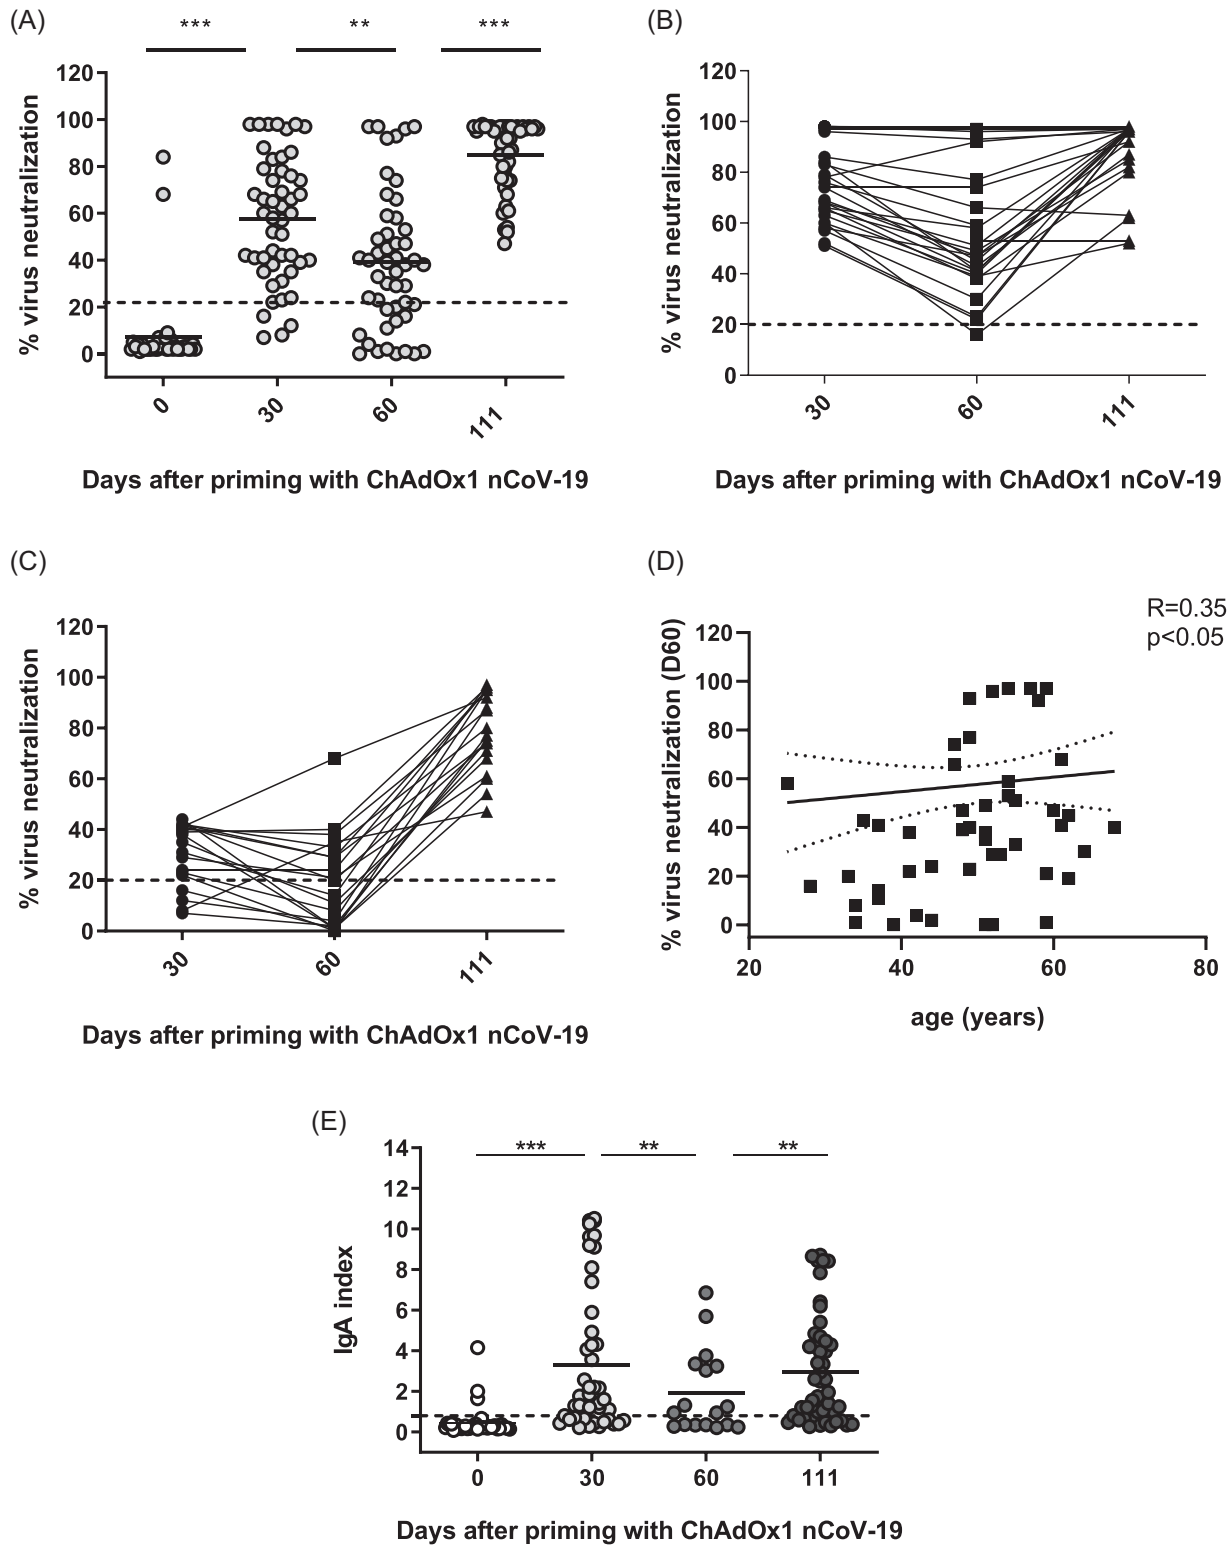 (A)
*** ** ***
% virus neutralization
120
100
80
60
40
20
0
0 30 60 111
Days after priming with ChAdOx1 nCoV-19
(B)
% virus neutralization
120
100
80
60
40
20
0
30 60 111
Days after priming with ChAdOx1 nCoV-19
(C)
% virus neutralization
120
100
80
60
40
20
0
30 60 111
Days after priming with ChAdOx1 nCoV-19
(D)
R=0.35
p<0.05
% virus neutralization (D60)
120
100
80
60
40
20
0
20 40 60 80
age (years)
(E)
*** ** **
IgA index
14
12
10
8
6
4
2
0
0 30 60 111
Days after priming with ChAdOx1 nCoV-19